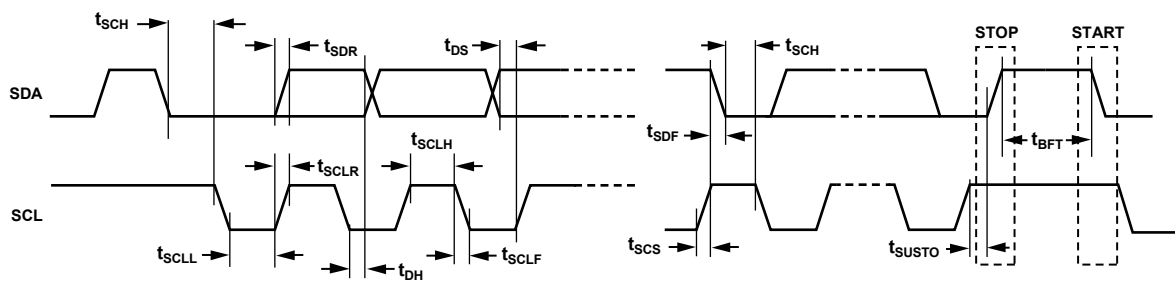 STOP START
tSCH tSDR tDS tSCH
SDA
tSDF tBFT
tSCLH
tSCLR
SCL
tSCS tSUSTO
tSCLL tDH tSCLF